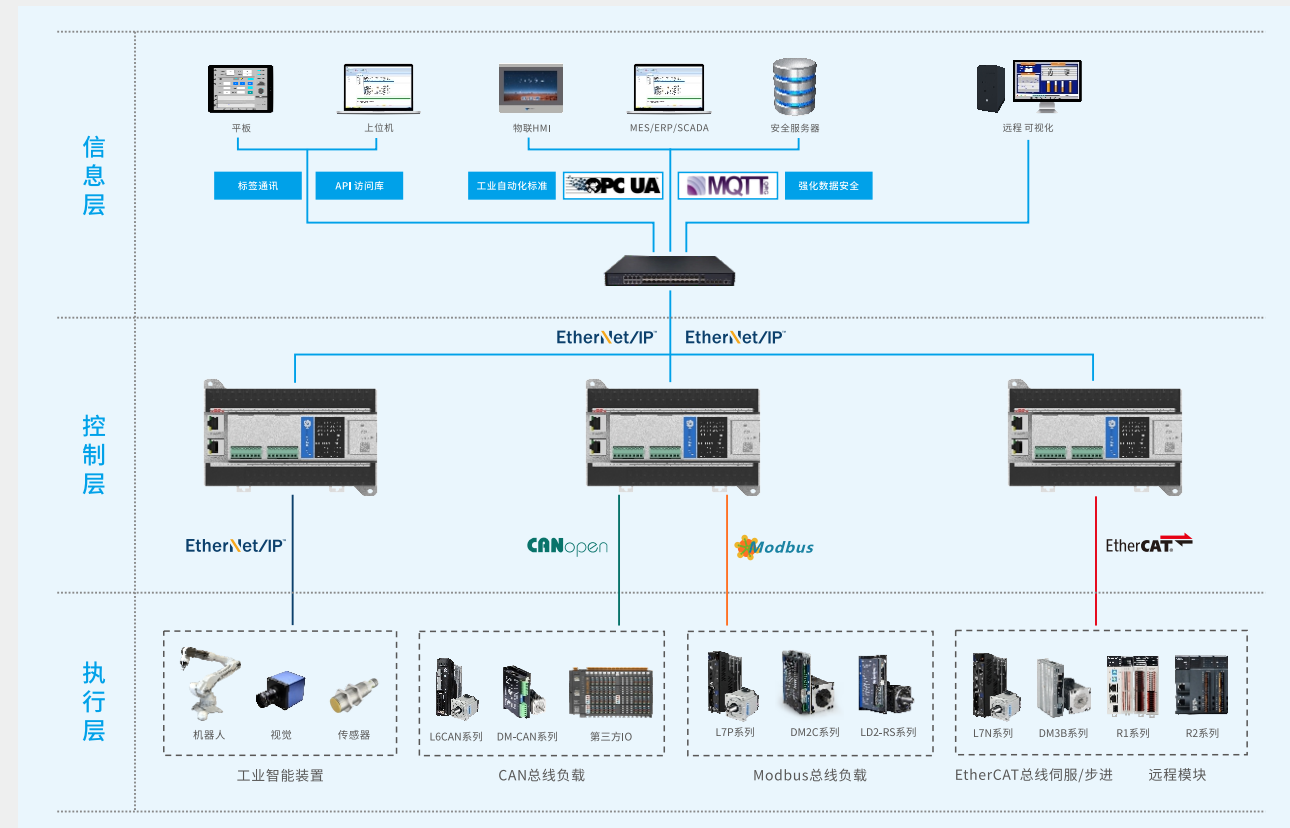 信息层
平板
上位机
物联HMI
MES/ERP/SCADA
安全服务器
远程 可视化
标签通讯
API 访问库
工业自动化标准
OPC UA
MQTT
强化数据安全
控制层
EtherNet/IP™
EtherNet/IP™
EtherNet/IP™
CANopen
Modbus
EtherCAT®
执行层
机器人
视觉
传感器
L6CAN系列
DM-CAN系列
第三方IO
L7P系列
DM2C系列
LD2-RS系列
L7N系列
DM3B系列
R1系列
R2系列
工业智能装置
CAN总线负载
Modbus总线负载
EtherCAT总线伺服/步进
远程模块